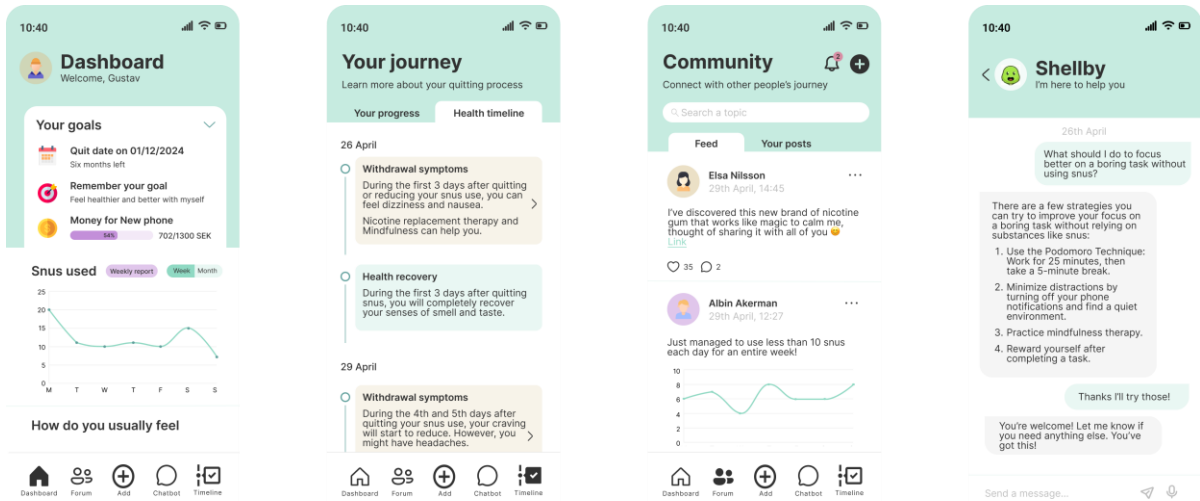 10:40
Dashboard
Welcome, Gustav
Your goals
Quit date on 01/12/2024
Six months left
Remember your goal
Feel healthier and better with myself
Money for New phone
54%
702/1300 SEK
Snus used
Weekly report
Week
Month
25
20
15
10
5
0
M T W T F S S
How do you usually feel
Dashboard
Forum
Add
Chatbot
Timeline
10:40
Your journey
Learn more about your quitting process
Your progress
Health timeline
26 April
Withdrawal symptoms
During the first 3 days after quitting
or reducing your snus use, you can
feel dizziness and nausea.
Nicotine replacement therapy and
Mindfulness can help you.
Health recovery
During the first 3 days after quitting
snus, you will completely recover
your senses of smell and taste.
29 April
Withdrawal symptoms
During the 4th and 5th days after
quitting your snus use, your craving
will start to reduce. However, you
might have headaches.
Dashboard
Forum
Add
Chatbot
Timeline
10:40
Community
2
Connect with other people's journey
Search a topic
Feed
Your posts
Elsa Nilsson
29th April, 14:45
I've discovered this new brand of nicotine
gum that works like magic to calm me,
thought of sharing it with all of you 😊
Link
35
2
Albin Akerman
29th April, 12:27
Just managed to use less than 10 snus
each day for an entire week!
10
8
6
4
2
0
Dashboard
Forum
Add
Chatbot
Timeline
10:40
Shellby
I'm here to help you
26th April
What should I do to focus
better on a boring task without
using snus?
There are a few strategies you
can try to improve your focus on
a boring task without relying on
substances like snus:
1. Use the Podomoro Technique:
Work for 25 minutes, then
take a 5-minute break.
2. Minimize distractions by
turning off your phone
notifications and find a quiet
environment.
3. Practice mindfulness therapy.
4. Reward yourself after
completing a task.
Thanks I'll try those!
You're welcome! Let me know if
you need anything else. You've
got this!
Send a message...